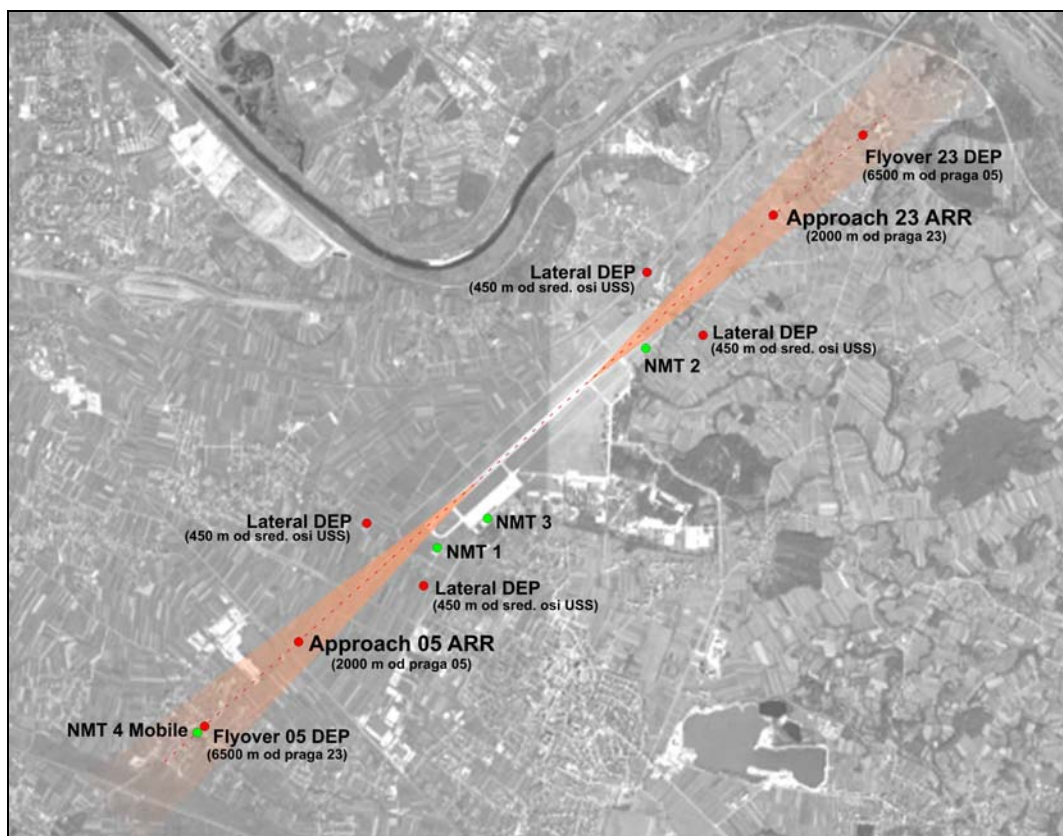 Flyover 23 DEP
(6500 m od praga 05)
Approach 23 ARR
(2000 m od praga 23)
Lateral DEP
(450 m od sred. osi USS)
Lateral DEP
(450 m od sred. osi USS)
NMT 2
Lateral DEP
(450 m od sred. osi USS)
NMT 3
NMT 1
Lateral DEP
(450 m od sred. osi USS)
Approach 05 ARR
(2000 m od praga 05)
NMT 4 Mobile
Flyover 05 DEP
(6500 m od praga 23)